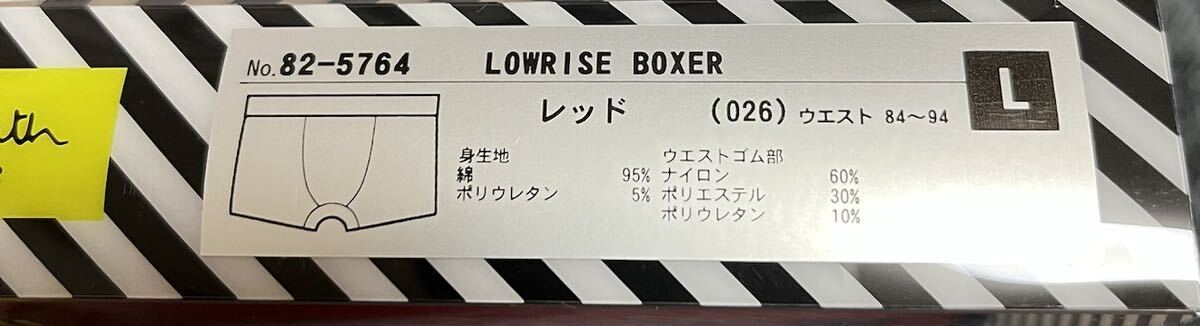 No. 82-5764 LOWRISE BOXER
L
レッド (026) ウエスト 84～94
身生地
綿 95%
ポリウレタン 5%
ウエストゴム部
ナイロン 60%
ポリエステル 30%
ポリウレタン 10%